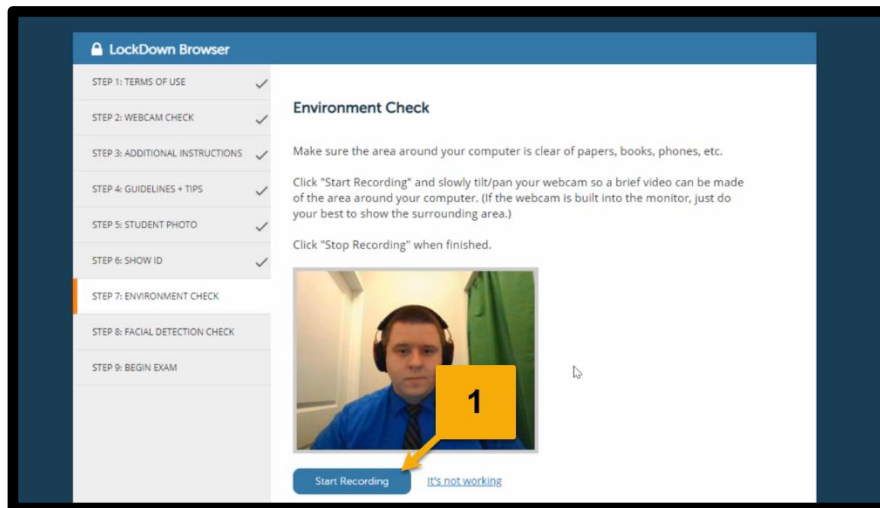 LockDown Browser
STEP 1: TERMS OF USE
STEP 2: WEBCAM CHECK
STEP 3: ADDITIONAL INSTRUCTIONS
STEP 4: GUIDELINES + TIPS
STEP 5: STUDENT PHOTO
STEP 6: SHOW ID
STEP 7: ENVIRONMENT CHECK
STEP 8: FACIAL DETECTION CHECK
STEP 9: BEGIN EXAM
Environment Check
Make sure the area around your computer is clear of papers, books, phones, etc.
Click "Start Recording" and slowly tilt/pan your webcam so a brief video can be made
of the area around your computer. (If the webcam is built into the monitor, just do
your best to show the surrounding area.)
Click "Stop Recording" when finished.
1
Start Recording
It's not working